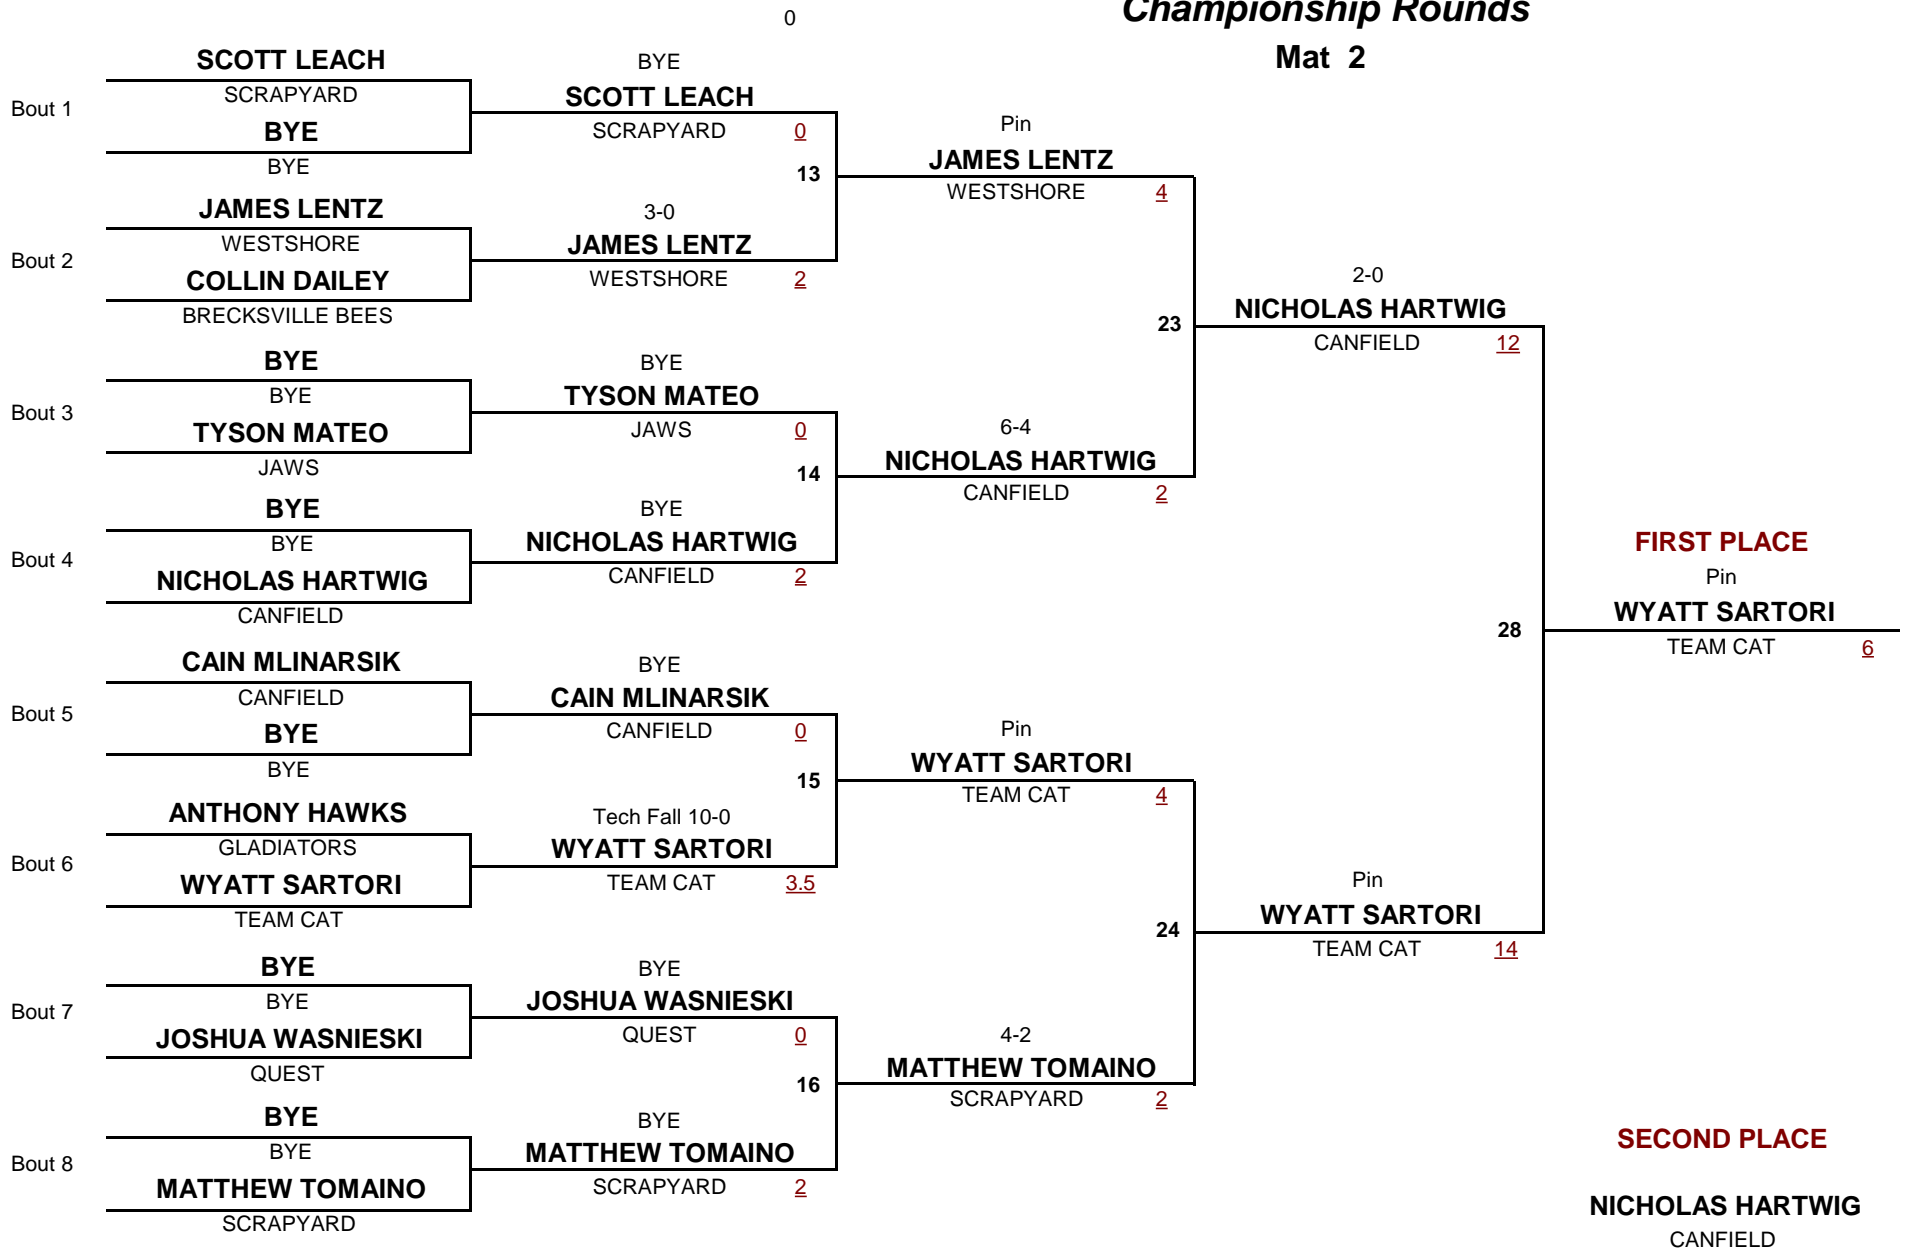 Championship Rounds
0
Mat 2
SCOTT LEACH
SCRAPYARD
Bout 1
BYE
BYE
JAMES LENTZ
WESTSHORE
Bout 2
COLLIN DAILEY
BRECKSVILLE BEES
BYE
BYE
Bout 3
TYSON MATEO
JAWS
BYE
BYE
Bout 4
NICHOLAS HARTWIG
CANFIELD
CAIN MLINARSIK
CANFIELD
Bout 5
BYE
BYE
ANTHONY HAWKS
GLADIATORS
Bout 6
WYATT SARTORI
TEAM CAT
BYE
BYE
Bout 7
JOSHUA WASNIESKI
QUEST
BYE
BYE
Bout 8
MATTHEW TOMAINO
SCRAPYARD
BYE
SCOTT LEACH
SCRAPYARD 0
13
3-0
JAMES LENTZ
WESTSHORE 2
BYE
TYSON MATEO
JAWS 0
14
BYE
NICHOLAS HARTWIG
CANFIELD 2
BYE
CAIN MLINARSIK
CANFIELD 0
15
Tech Fall 10-0
WYATT SARTORI
TEAM CAT 3.5
BYE
JOSHUA WASNIESKI
QUEST 0
16
BYE
MATTHEW TOMAINO
SCRAPYARD 2
Pin
JAMES LENTZ
WESTSHORE 4
23
6-4
NICHOLAS HARTWIG
CANFIELD 2
Pin
WYATT SARTORI
TEAM CAT 4
24
4-2
MATTHEW TOMAINO
SCRAPYARD 2
2-0
NICHOLAS HARTWIG
CANFIELD 12
28
Pin
WYATT SARTORI
TEAM CAT 14
FIRST PLACE
Pin
WYATT SARTORI
TEAM CAT 6
SECOND PLACE
NICHOLAS HARTWIG
CANFIELD